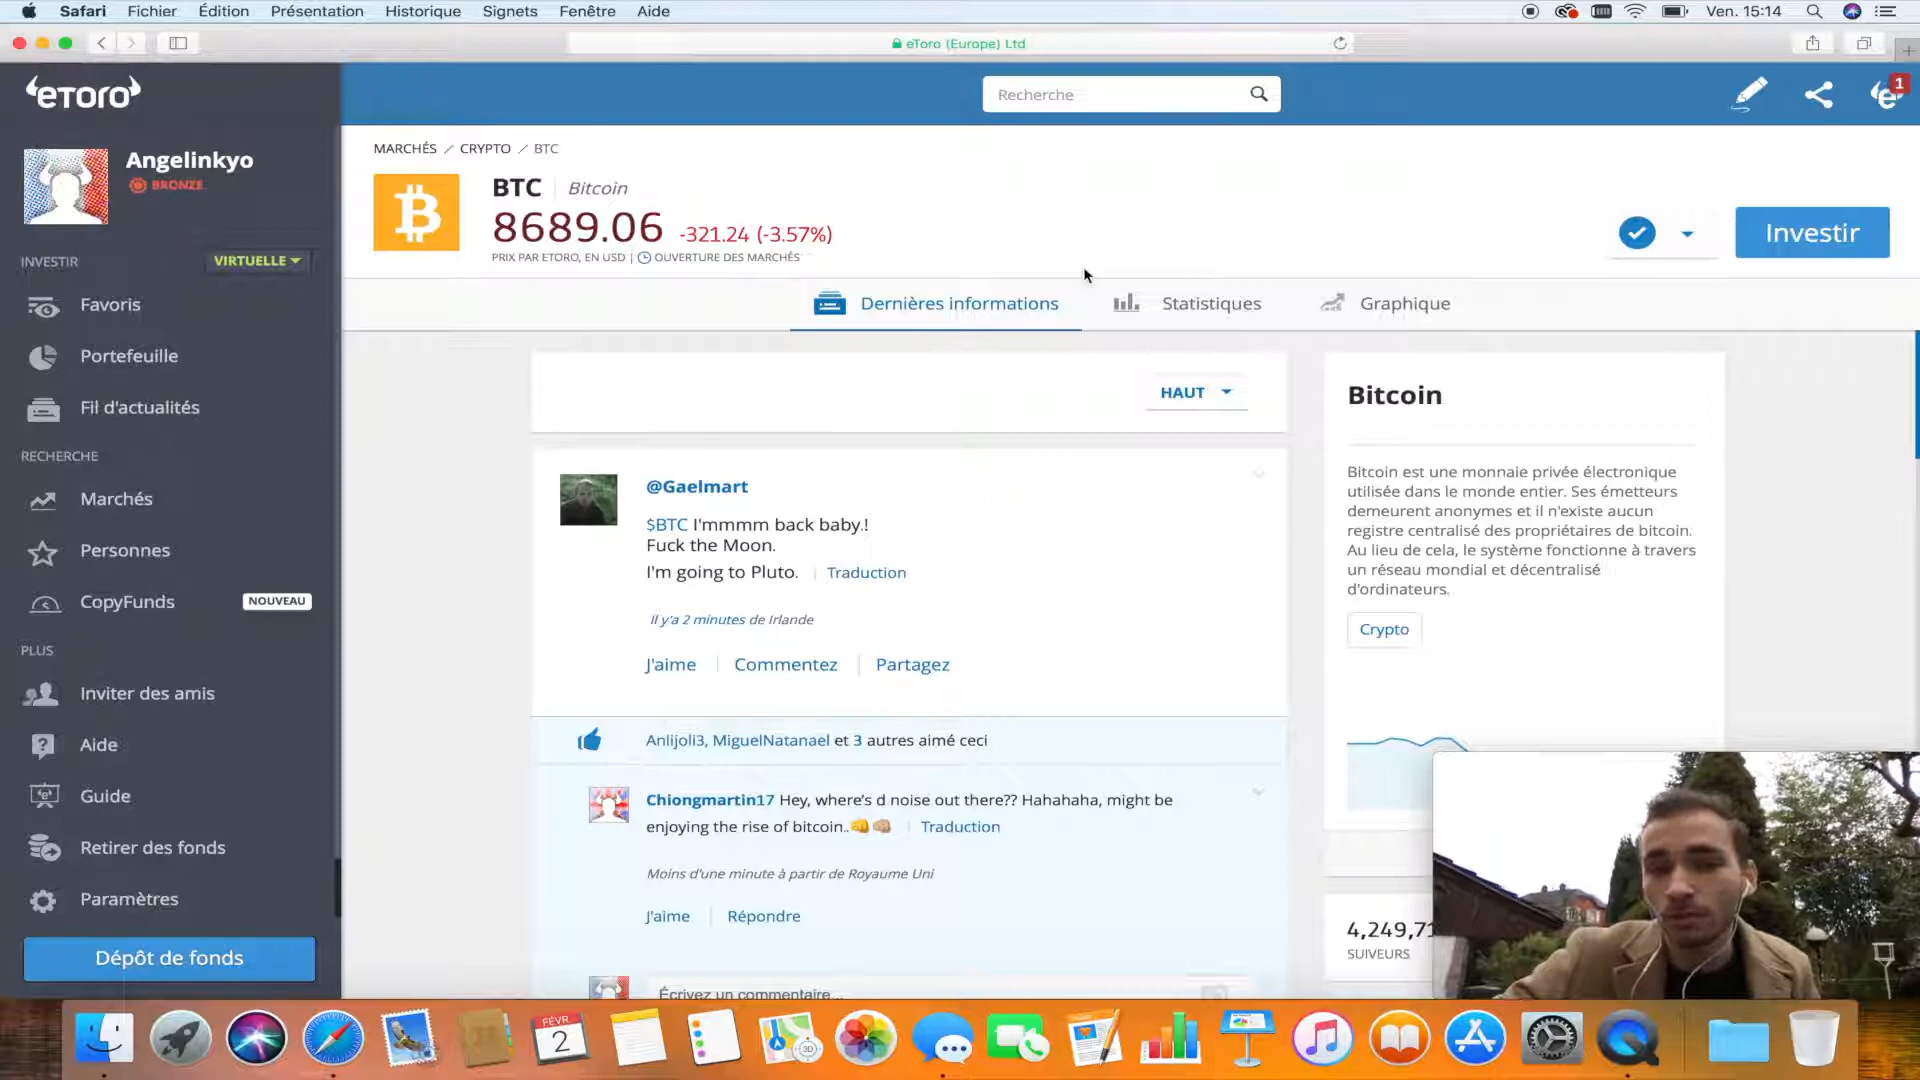 Safari Fichier Édition Présentation Historique Signets Fenêtre Aide
Ven. 15:14
eToro (Europe) Ltd
eToro
Recherche
1
Angelinkyo
BRONZE
INVESTIR
VIRTUELLE
Favoris
Portefeuille
Fil d'actualités
RECHERCHE
Marchés
Personnes
CopyFunds
NOUVEAU
PLUS
Inviter des amis
Aide
Guide
Retirer des fonds
Paramètres
Dépôt de fonds
MARCHÉS / CRYPTO / BTC
BTC
Bitcoin
8689.06 -321.24 (-3.57%)
PRIX PAR ETORO, EN USD | OUVERTURE DES MARCHÉS
Investir
Dernières informations
Statistiques
Graphique
HAUT
@Gaelmart
$BTC I'mmmm back baby.!
Fuck the Moon.
I'm going to Pluto. | Traduction
Il y'a 2 minutes de Irlande
J'aime
Commentez
Partagez
Anlijoli3, MiguelNatanael et 3 autres aimé ceci
Chiongmartin17 Hey, where's d noise out there?? Hahahaha, might be
enjoying the rise of bitcoin.. | Traduction
Moins d'une minute à partir de Royaume Uni
J'aime
Répondre
Écrivez un commentaire...
Bitcoin
Bitcoin est une monnaie privée électronique
utilisée dans le monde entier. Ses émetteurs
demeurent anonymes et il n'existe aucun
registre centralisé des propriétaires de bitcoin.
Au lieu de cela, le système fonctionne à travers
un réseau mondial et décentralisé
d'ordinateurs.
Crypto
4,249,71
SUIVEURS
FÉVR
2
3D